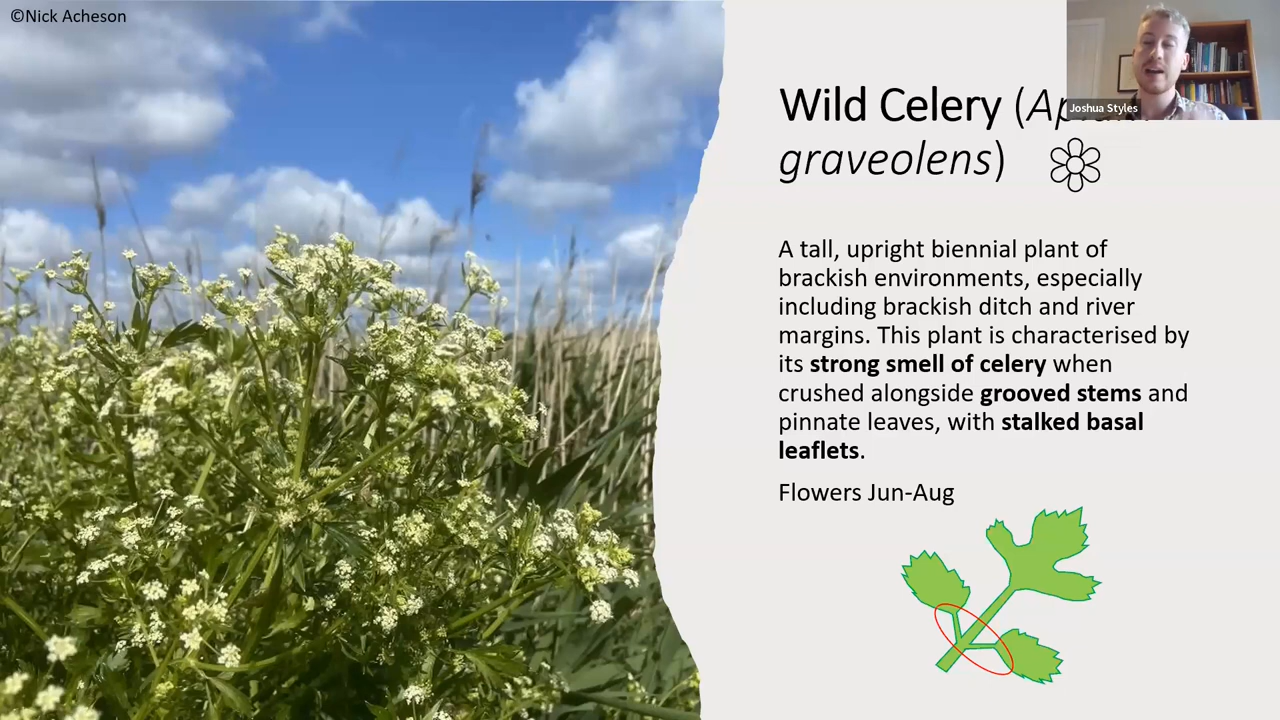 ©Nick Acheson
Joshua Styles
Wild Celery (
graveolens)
A tall, upright biennial plant of
brackish environments, especially
including brackish ditch and river
margins. This plant is characterised by
its strong smell of celery when
crushed alongside grooved stems and
pinnate leaves, with stalked basal
leaflets.
Flowers Jun-Aug